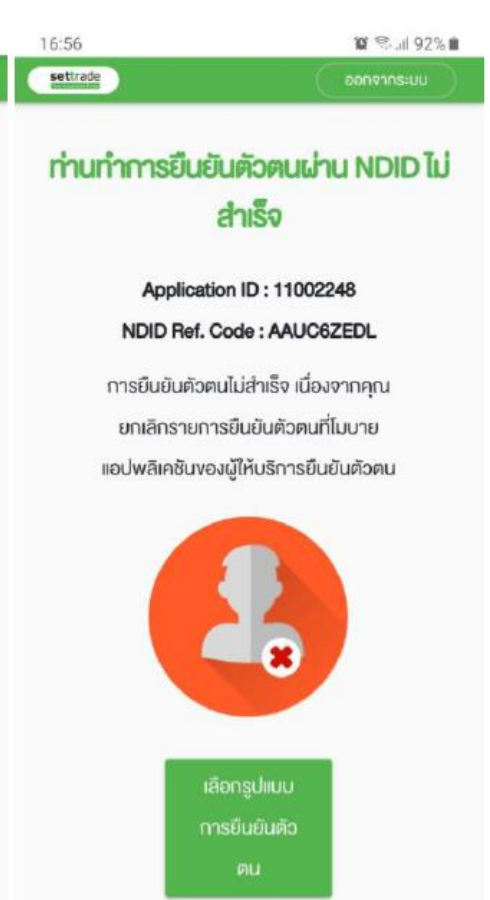 16:56
92%
settrade
ออกจากระบบ
ท่านทำการยืนยันตัวตนผ่าน NDID ไม่
สำเร็จ
Application ID : 11002248
NDID Ref. Code : AAUC6ZEDL
การยืนยันตัวตนไม่สำเร็จ เนื่องจากคุณ
ยกเลิกรายการยืนยันตัวตนที่โมบาย
แอปพลิเคชันของผู้ให้บริการยืนยันตัวตน
เลือกรูปแบบ
การยืนยันตัว
ตน